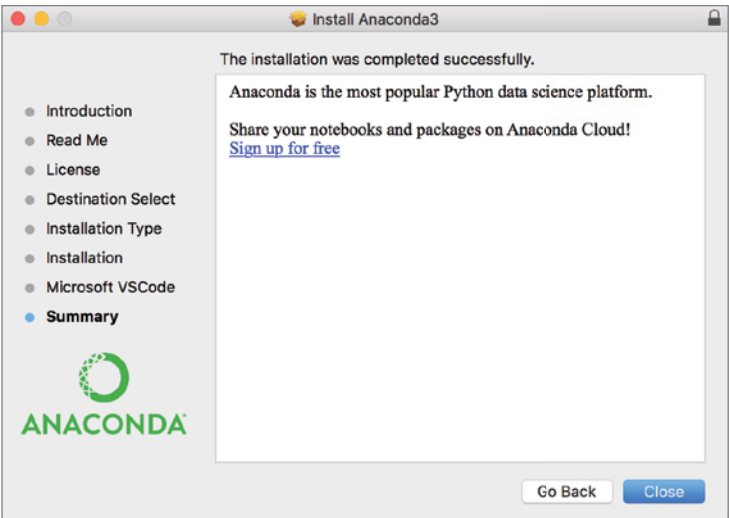 Install Anaconda3
The installation was completed successfully.
Introduction
Read Me
License
Destination Select
Installation Type
Installation
Microsoft VSCode
Summary
ANACONDA
Anaconda is the most popular Python data science platform.
Share your notebooks and packages on Anaconda Cloud!
Sign up for free
Go Back
Close